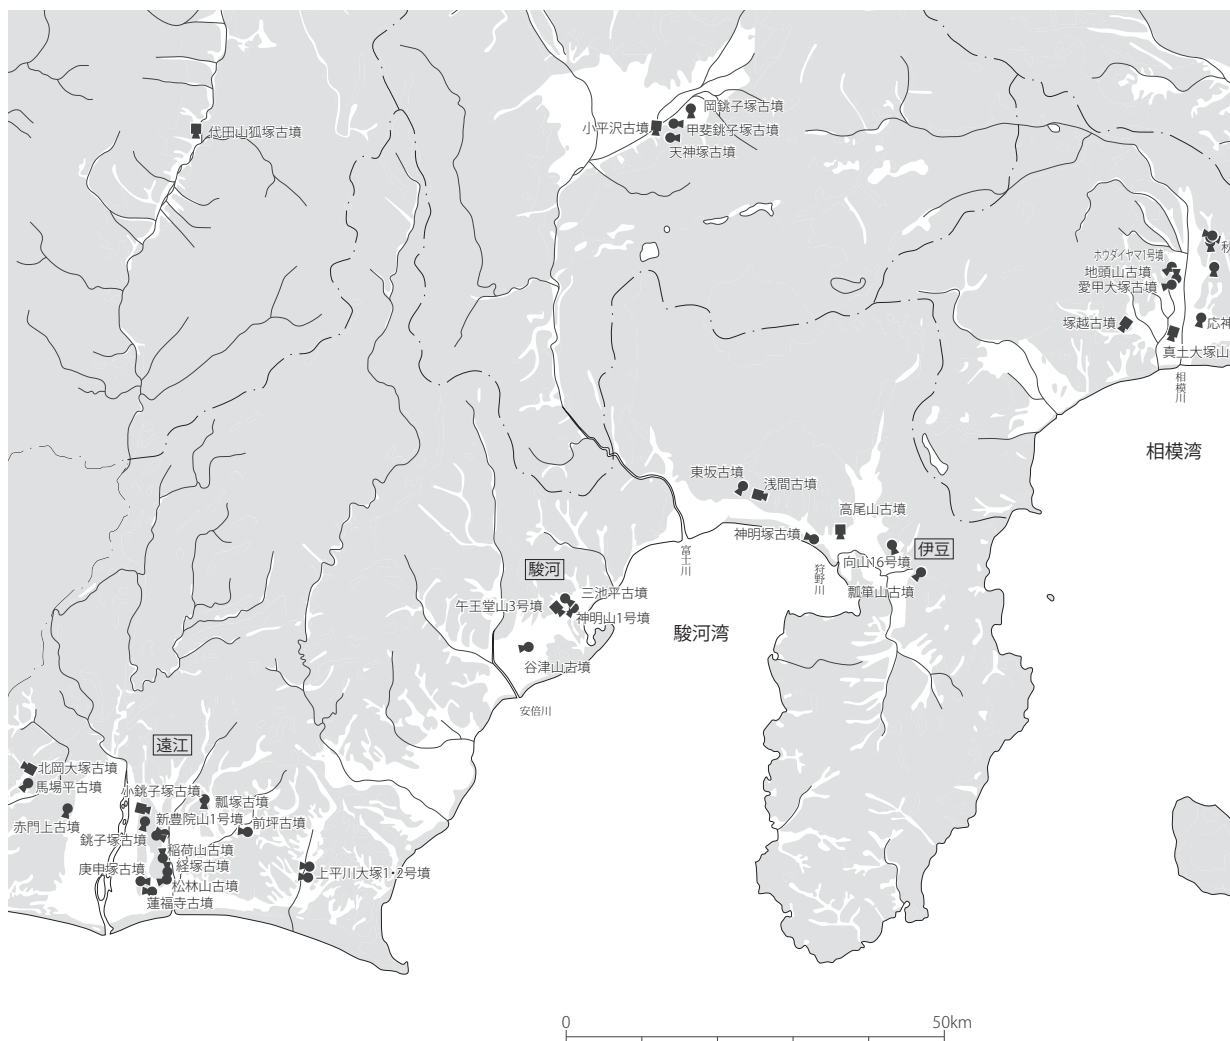 代田山狐塚古墳
岡銚子塚古墳
小平沢古墳
甲斐銚子塚古墳
天神塚古墳
秋
ホウダイヤマ1号墳
地頭山古墳
愛甲大塚古墳
塚越古墳
応神
真土大塚山
相模川
相模湾
東坂古墳
浅間古墳
高尾山古墳
神明塚古墳
富士川
狩野川
向山16号墳
伊豆
瓢箪山古墳
駿河
三池平古墳
午王堂山3号墳
神明山1号墳
駿河湾
谷津山古墳
安倍川
遠江
北岡大塚古墳
馬場平古墳
赤門上古墳
小銚子塚古墳
瓢塚古墳
新豊院山1号墳
前坪古墳
銚子塚古墳
稲荷山古墳
庚申塚古墳
経塚古墳
松林山古墳
蓮福寺古墳
上平川大塚1・2号墳
0
50km